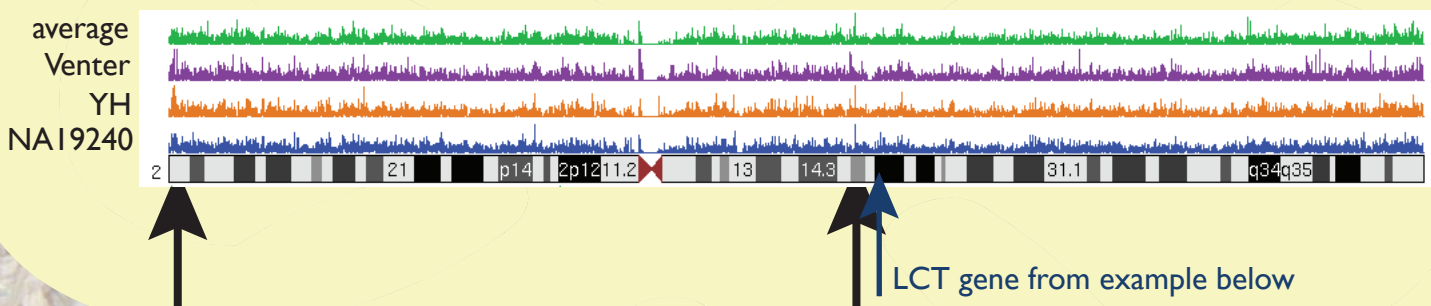 average
Venter
YH
NA19240
2 21 p14 2p12 11.2 13 14.3 31.1 q34 q35
LCT gene from example below